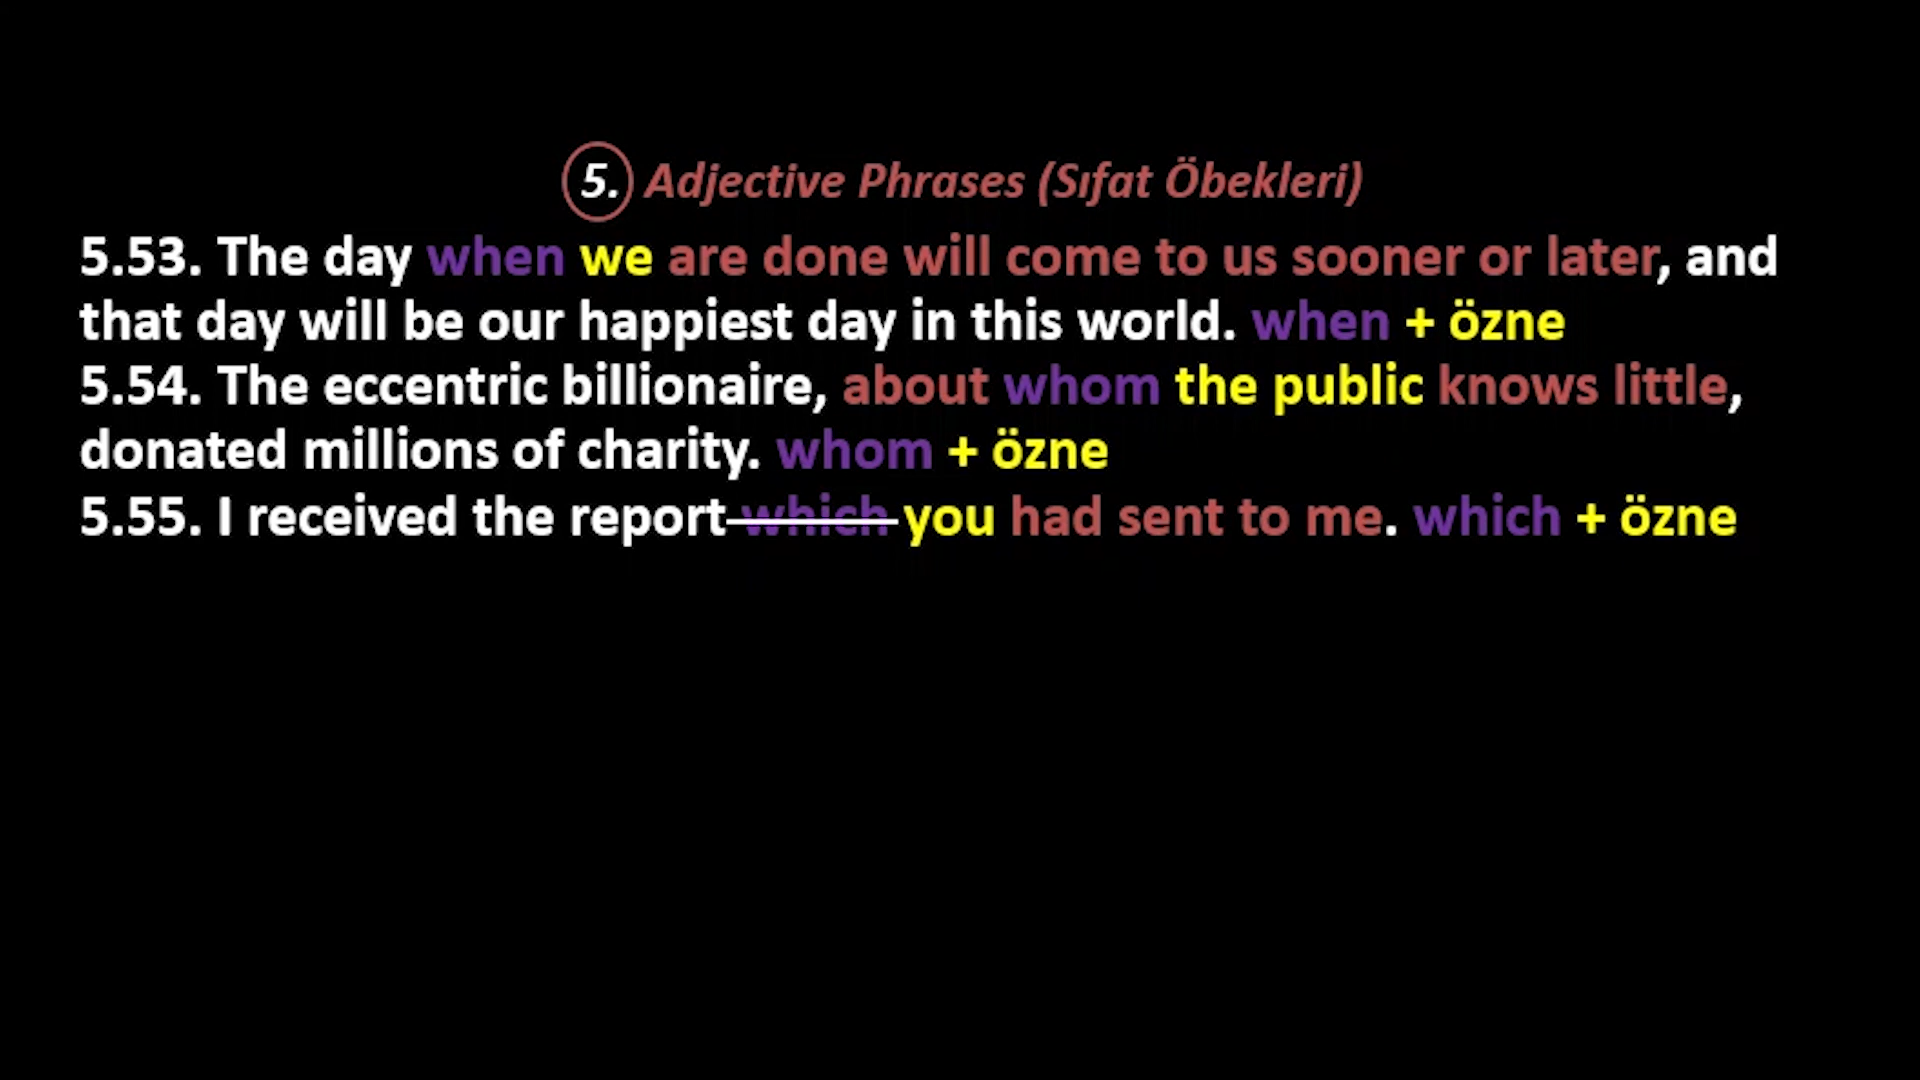 5. Adjective Phrases (Sıfat Öbekleri)
5.53. The day when we are done will come to us sooner or later, and
that day will be our happiest day in this world. when + özne
5.54. The eccentric billionaire, about whom the public knows little,
donated millions of charity. whom + özne
5.55. I received the report which you had sent to me. which + özne